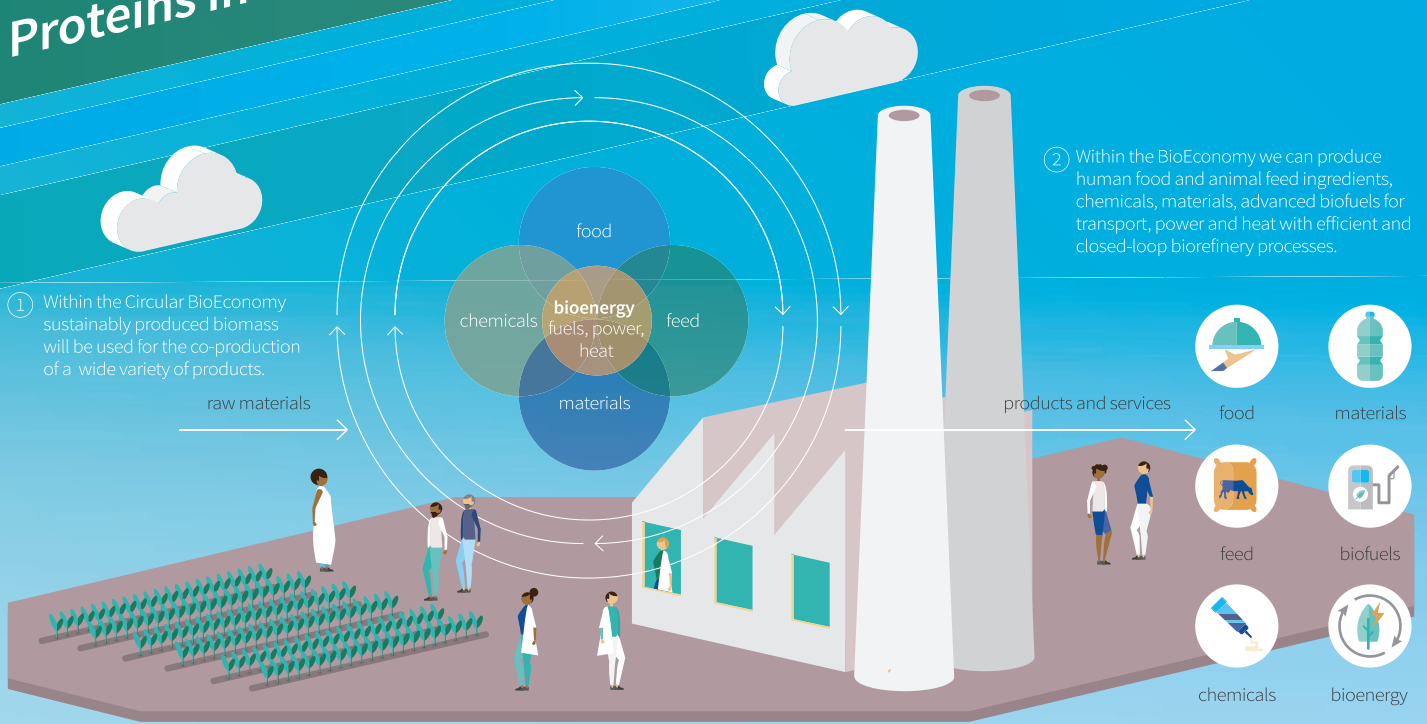 Proteins in
1 Within the Circular BioEconomy
sustainably produced biomass
will be used for the co-production
of a wide variety of products.
raw materials
food
chemicals
bioenergy
fuels, power,
heat
feed
materials
2 Within the BioEconomy we can produce
human food and animal feed ingredients,
chemicals, materials, advanced biofuels for
transport, power and heat with efficient and
closed-loop biorefinery processes.
products and services
food
materials
feed
biofuels
chemicals
bioenergy